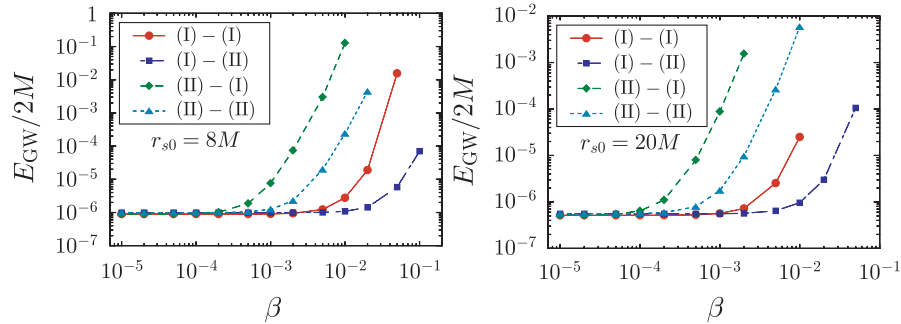 E_GW/2M
1
10^−1
10^−2
10^−3
10^−4
10^−5
10^−6
10^−7
(I) − (I)
(I) − (II)
(II) − (I)
(II) − (II)
r_s0 = 8M
10^−5 10^−4 10^−3 10^−2 10^−1
β
E_GW/2M
10^−2
10^−3
10^−4
10^−5
10^−6
10^−7
(I) − (I)
(I) − (II)
(II) − (I)
(II) − (II)
r_s0 = 20M
10^−5 10^−4 10^−3 10^−2 10^−1
β